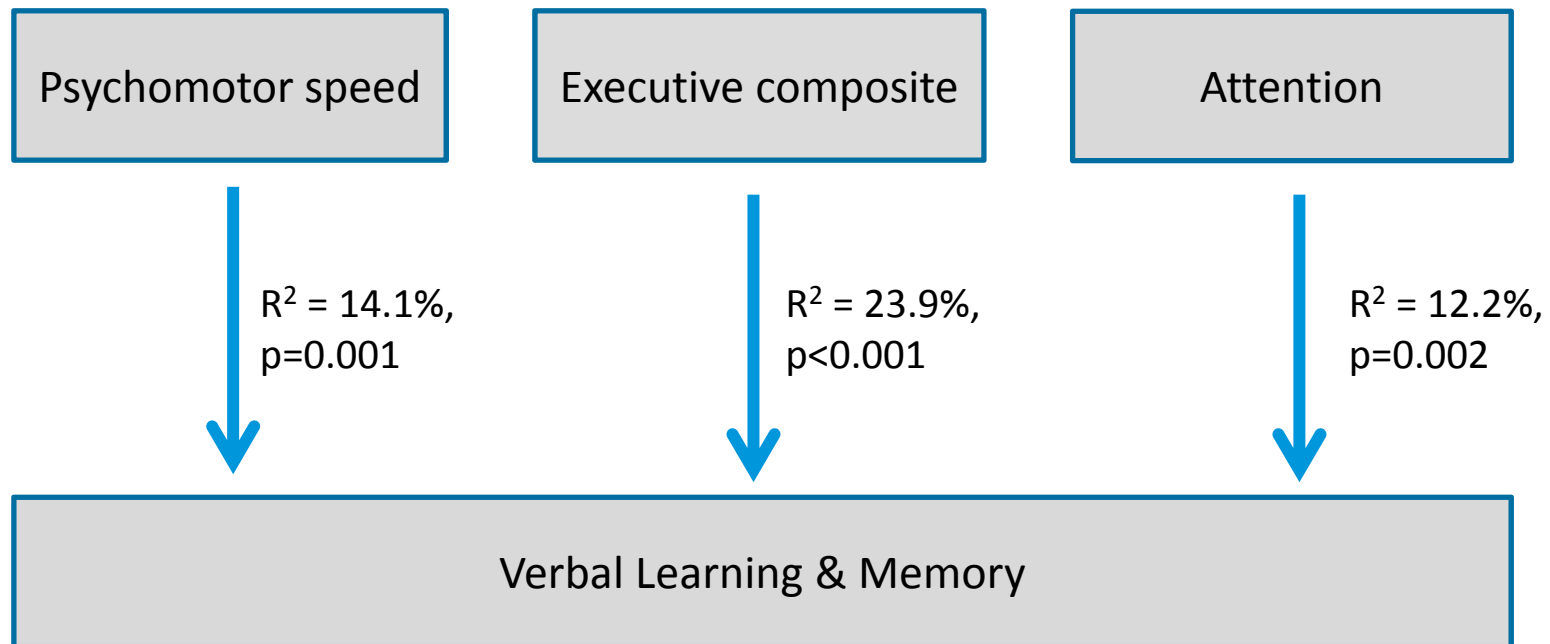 Psychomotor speed
Executive composite
Attention
R² = 14.1%,
p=0.001
R² = 23.9%,
p<0.001
R² = 12.2%,
p=0.002
Verbal Learning & Memory